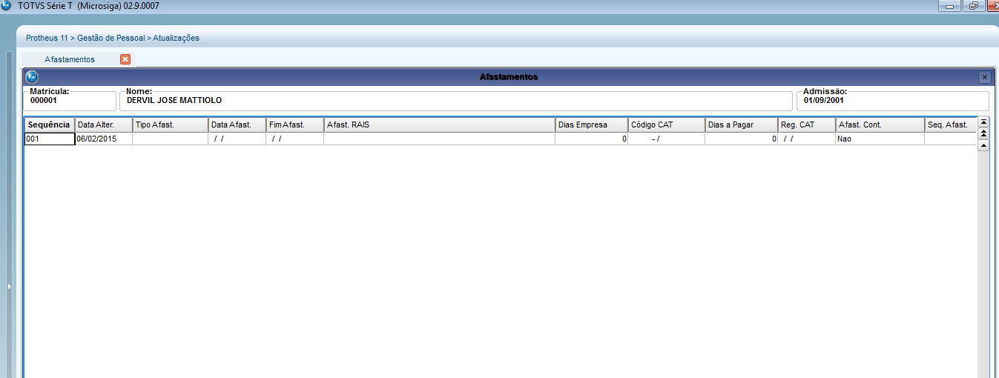 TOTVS Série T (Microsiga) 02.9.0007
Protheus 11 > Gestão de Pessoal > Atualizações
Afastamentos
Afastamentos
Matricula: Nome: Admissão:
000001 DERVIL JOSE MATTIOLO 01/09/2001
Sequência Data Alter. Tipo Afast. Data Afast. Fim Afast. Afast. RAIS Dias Empresa Código CAT Dias a Pagar Reg. CAT Afast. Cont. Seq. Afast.
001 06/02/2015 / / / / 0 - / 0 / / Nao